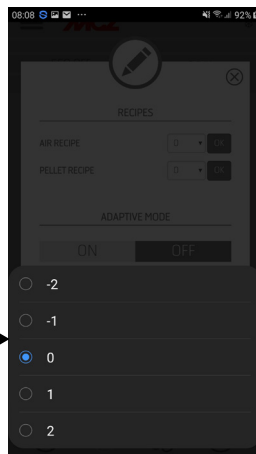 08:08 92%
MCZ
RECIPES
AIR RECIPE 0 OK
PELLET RECIPE 0 OK
ADAPTIVE MODE
ON OFF
-2
-1
0
1
2